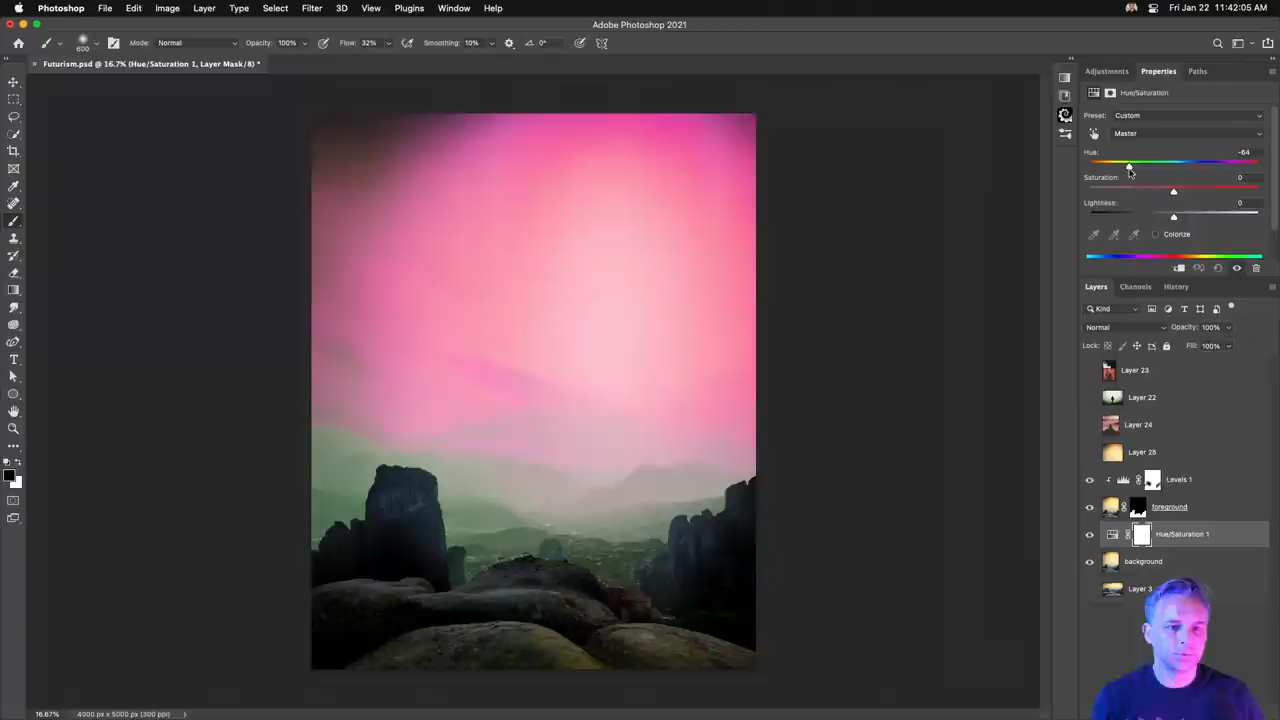 Photoshop File Edit Image Layer Type Select Filter 3D View Plugins Window Help Fri Jan 22 11:42:05 AM
Adobe Photoshop 2021
600 Mode: Normal Opacity: 100% Flow: 32% Smoothing: 10% 0°
Futurism.psd @ 16.7% (Hue/Saturation 1, Layer Mask/8) *
Adjustments Properties Paths
Hue/Saturation
Preset: Custom
Master
Hue: -64
Saturation: 0
Lightness: 0
Colorize
Layers Channels History
Kind
Normal Opacity: 100%
Lock: Fill: 100%
Layer 23
Layer 22
Layer 24
Layer 25
Levels 1
foreground
Hue/Saturation 1
background
Layer 3
16.67% 4000 px x 5000 px (300 ppi)